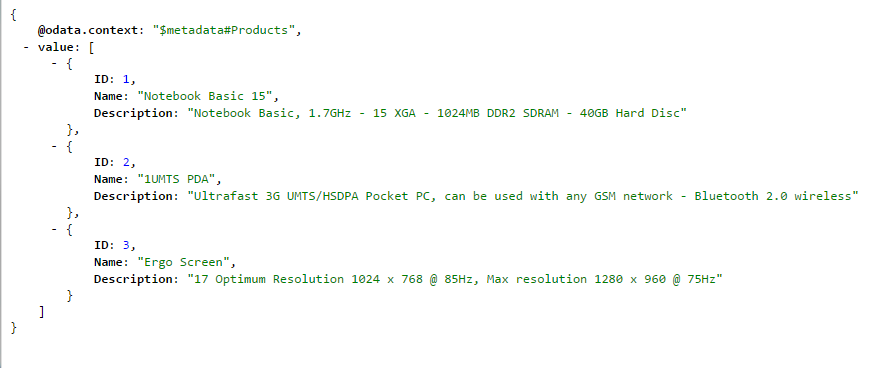 {
@odata.context: "$metadata#Products",
- value: [
- {
ID: 1,
Name: "Notebook Basic 15",
Description: "Notebook Basic, 1.7GHz - 15 XGA - 1024MB DDR2 SDRAM - 40GB Hard Disc"
},
- {
ID: 2,
Name: "1UMTS PDA",
Description: "Ultrafast 3G UMTS/HSDPA Pocket PC, can be used with any GSM network - Bluetooth 2.0 wireless"
},
- {
ID: 3,
Name: "Ergo Screen",
Description: "17 Optimum Resolution 1024 x 768 @ 85Hz, Max resolution 1280 x 960 @ 75Hz"
}
]
}